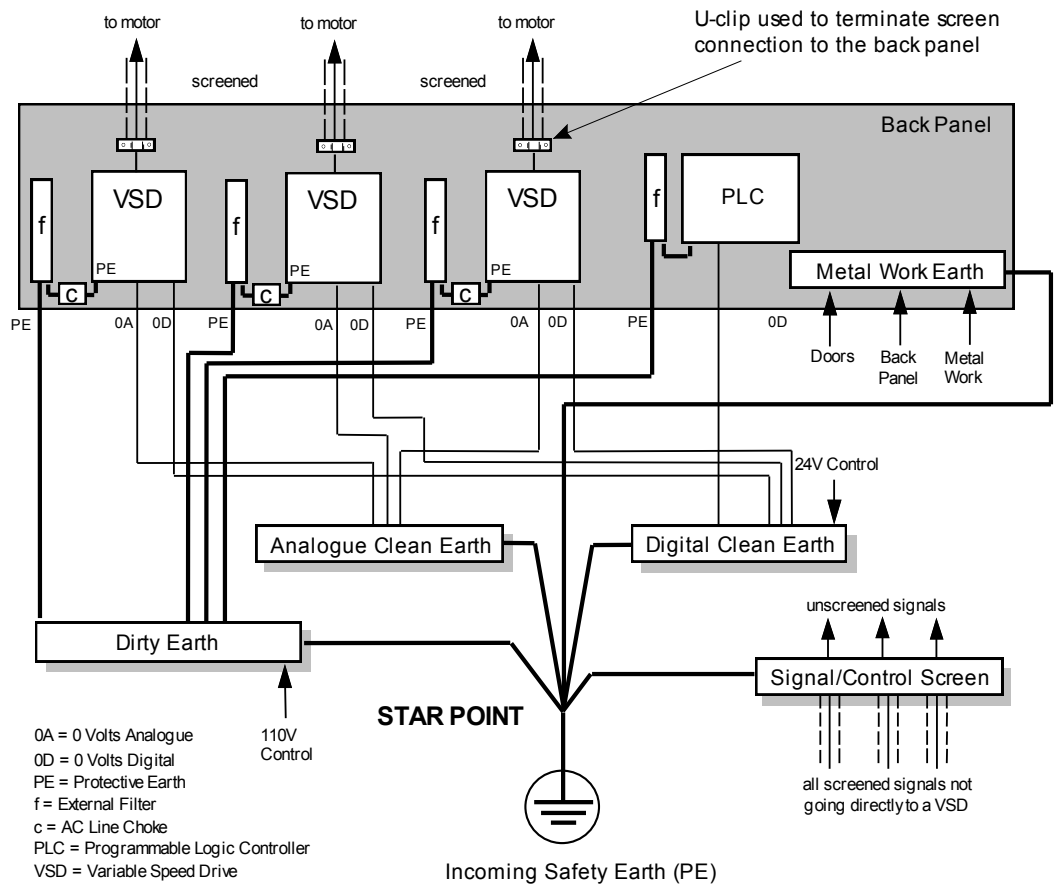 to motor
to motor
to motor
U-clip used to terminate screen
connection to the back panel
screened
screened
Back Panel
f
VSD
PE
c
f
VSD
PE
c
f
VSD
PE
c
f
PLC
Metal Work Earth
PE
0A
0D
PE
0A
0D
PE
0A
0D
PE
0D
Doors
Back
Panel
Metal
Work
24V Control
Analogue Clean Earth
Digital Clean Earth
Dirty Earth
unscreened signals
Signal/Control Screen
STAR POINT
110V
Control
all screened signals not
going directly to a VSD
0A = 0 Volts Analogue
0D = 0 Volts Digital
PE = Protective Earth
f = External Filter
c = AC Line Choke
PLC = Programmable Logic Controller
VSD = Variable Speed Drive
Incoming Safety Earth (PE)